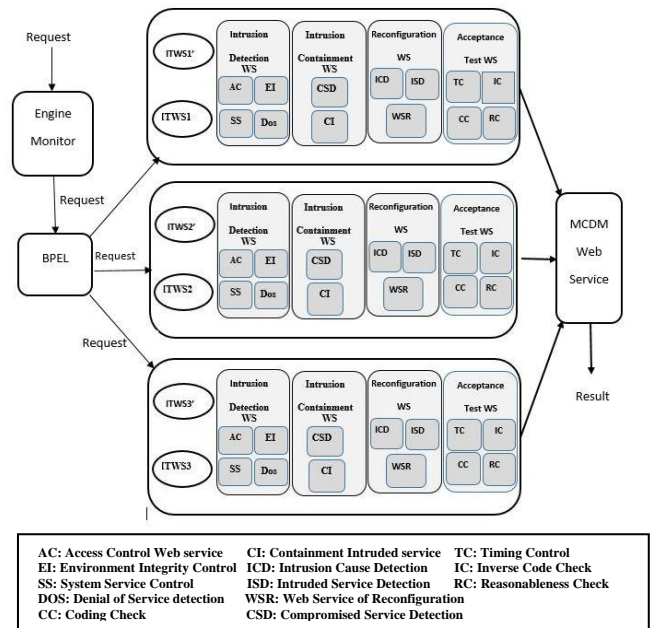 Request
Engine
Monitor
Request
BPEL
Request
Request
ITWS1'
ITWS1
Intrusion
Detection
WS
AC
EI
SS
Dos
Intrusion
Containment
WS
CSD
CI
Reconfiguration
WS
ICD
ISD
WSR
Acceptance
Test WS
TC
IC
CC
RC
ITWS2'
ITWS2
Intrusion
Detection
WS
AC
EI
SS
Dos
Intrusion
Containment
WS
CSD
CI
Reconfiguration
WS
ICD
ISD
WSR
Acceptance
Test WS
TC
IC
CC
RC
ITWS3'
ITWS3
Intrusion
Detection
WS
AC
EI
SS
Dos
Intrusion
Containment
WS
CSD
CI
Reconfiguration
WS
ICD
ISD
WSR
Acceptance
Test WS
TC
IC
CC
RC
MCDM
Web
Service
Result
AC: Access Control Web service CI: Containment Intruded service TC: Timing Control
EI: Environment Integrity Control ICD: Intrusion Cause Detection IC: Inverse Code Check
SS: System Service Control ISD: Intruded Service Detection RC: Reasonableness Check
DOS: Denial of Service detection WSR: Web Service of Reconfiguration
CC: Coding Check CSD: Compromised Service Detection